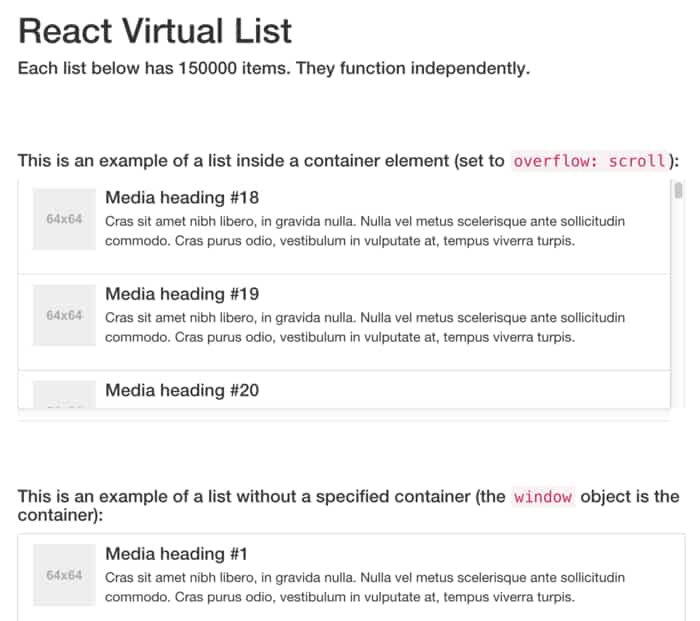 React Virtual List
Each list below has 150000 items. They function independently.
This is an example of a list inside a container element (set to overflow: scroll):
64x64
Media heading #18
Cras sit amet nibh libero, in gravida nulla. Nulla vel metus scelerisque ante sollicitudin
commodo. Cras purus odio, vestibulum in vulputate at, tempus viverra turpis.
64x64
Media heading #19
Cras sit amet nibh libero, in gravida nulla. Nulla vel metus scelerisque ante sollicitudin
commodo. Cras purus odio, vestibulum in vulputate at, tempus viverra turpis.
Media heading #20
This is an example of a list without a specified container (the window object is the
container):
64x64
Media heading #1
Cras sit amet nibh libero, in gravida nulla. Nulla vel metus scelerisque ante sollicitudin
commodo. Cras purus odio, vestibulum in vulputate at, tempus viverra turpis.